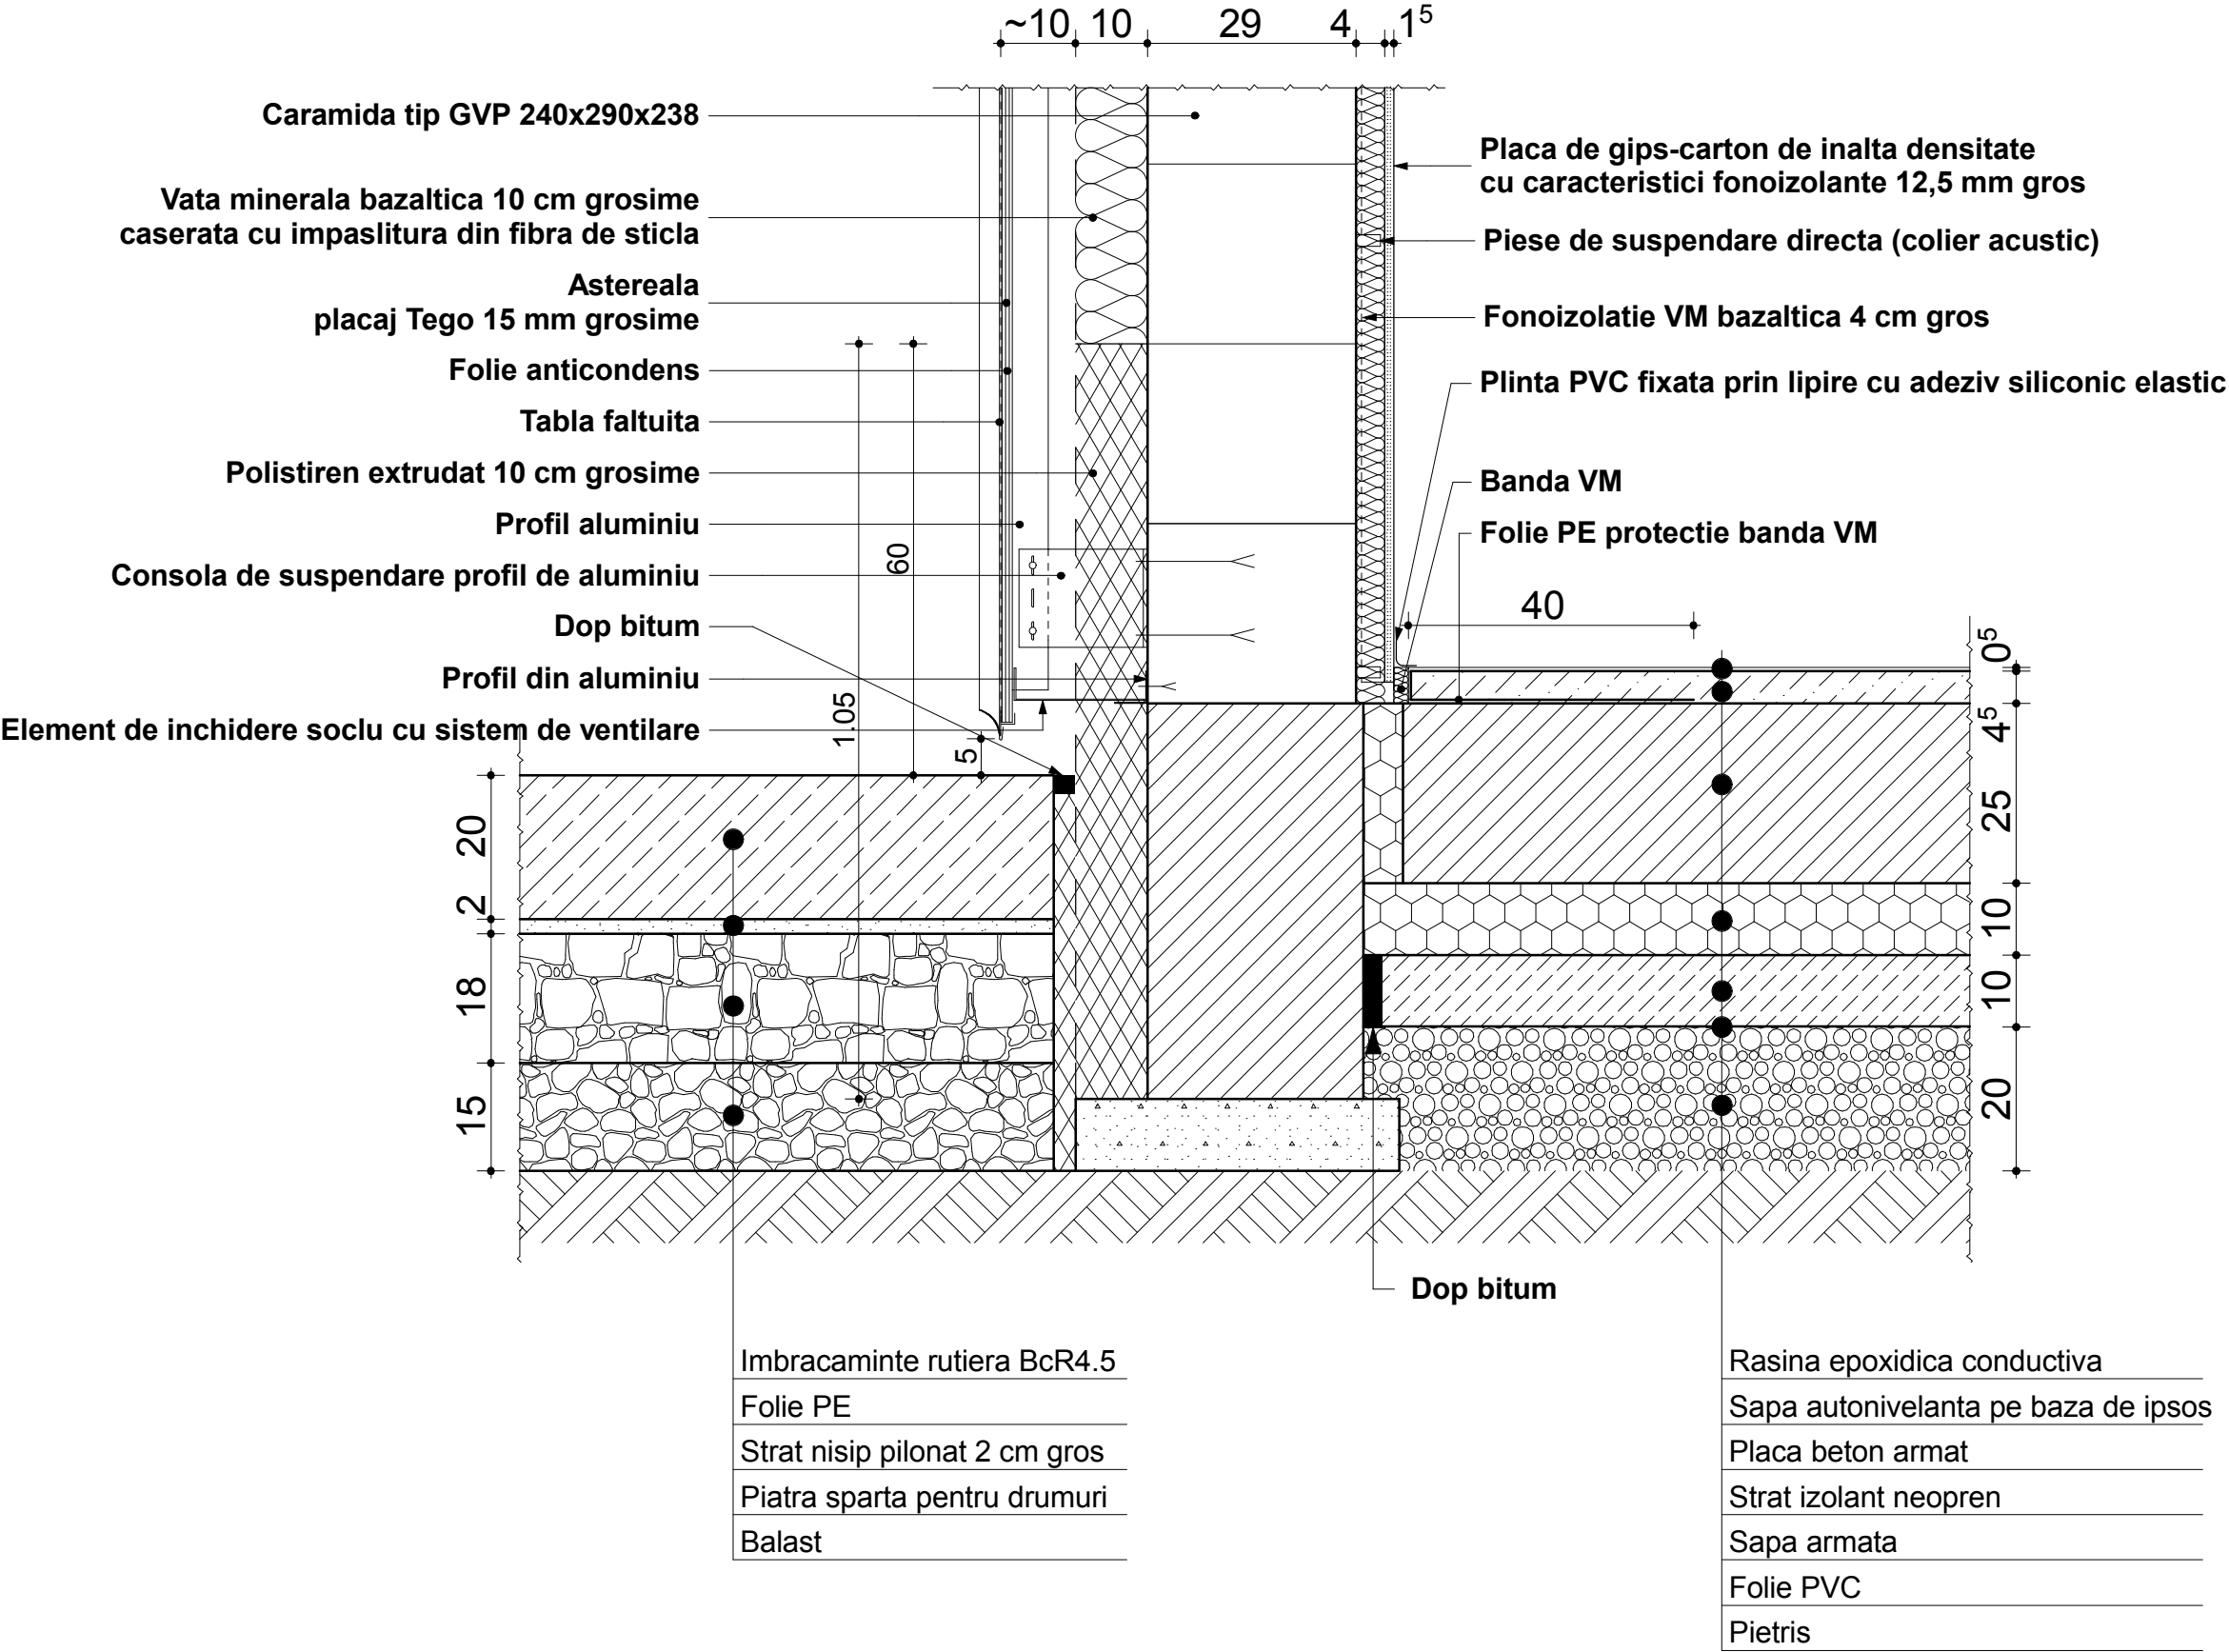 ~10 10 29 4 1⁵
Caramida tip GVP 240x290x238
Vata minerala bazaltica 10 cm grosime
caserata cu impaslitura din fibra de sticla
Astereala
placaj Tego 15 mm grosime
Folie anticondens
Tabla faltuita
Polistiren extrudat 10 cm grosime
Profil aluminiu
Consola de suspendare profil de aluminiu
Dop bitum
Profil din aluminiu
Element de inchidere soclu cu sistem de ventilare
Placa de gips-carton de inalta densitate
cu caracteristici fonoizolante 12,5 mm gros
Piese de suspendare directa (colier acustic)
Fonoizolatie VM bazaltica 4 cm gros
Plinta PVC fixata prin lipire cu adeziv siliconic elastic
Banda VM
Folie PE protectie banda VM
40
60
1.05
5
20
2
18
15
0⁵
4⁵
25
10
10
20
Dop bitum
Imbracaminte rutiera BcR4.5
Folie PE
Strat nisip pilonat 2 cm gros
Piatra sparta pentru drumuri
Balast
Rasina epoxidica conductiva
Sapa autonivelanta pe baza de ipsos
Placa beton armat
Strat izolant neopren
Sapa armata
Folie PVC
Pietris